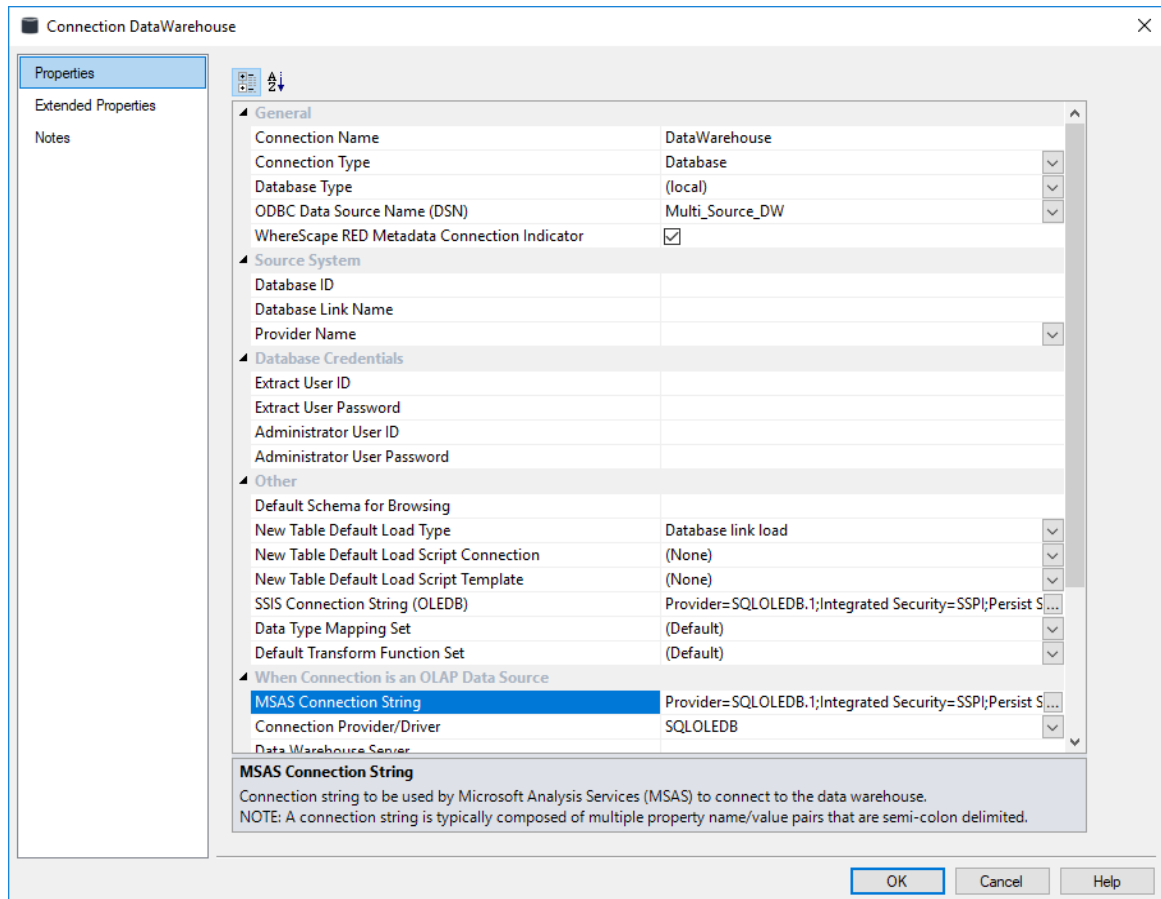 Connection DataWarehouse
Properties
Extended Properties
Notes
General
Connection Name DataWarehouse
Connection Type Database
Database Type (local)
ODBC Data Source Name (DSN) Multi_Source_DW
WhereScape RED Metadata Connection Indicator
Source System
Database ID
Database Link Name
Provider Name
Database Credentials
Extract User ID
Extract User Password
Administrator User ID
Administrator User Password
Other
Default Schema for Browsing
New Table Default Load Type Database link load
New Table Default Load Script Connection (None)
New Table Default Load Script Template (None)
SSIS Connection String (OLEDB) Provider=SQLOLEDB.1;Integrated Security=SSPI;Persist S...
Data Type Mapping Set (Default)
Default Transform Function Set (Default)
When Connection is an OLAP Data Source
MSAS Connection String Provider=SQLOLEDB.1;Integrated Security=SSPI;Persist S...
Connection Provider/Driver SQLOLEDB
Data Warehouse Server
MSAS Connection String
Connection string to be used by Microsoft Analysis Services (MSAS) to connect to the data warehouse.
NOTE: A connection string is typically composed of multiple property name/value pairs that are semi-colon delimited.
OK Cancel Help